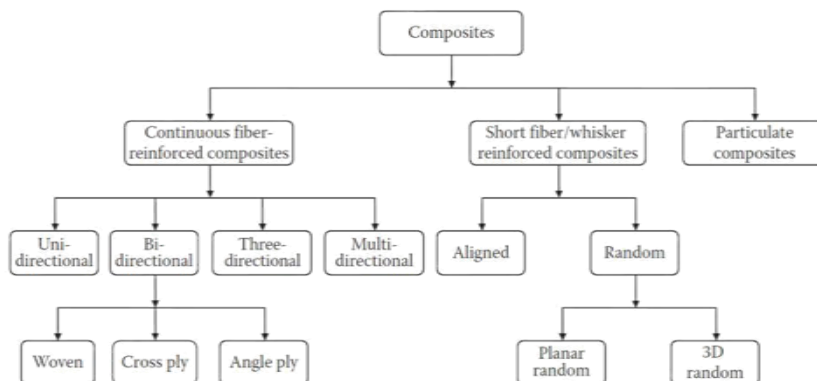 Composites
Continuous fiber-
reinforced composites
Short fiber/whisker
reinforced composites
Particulate
composites
Uni-
directional
Bi-
directional
Three-
directional
Multi-
directional
Aligned
Random
Woven
Cross ply
Angle ply
Planar
random
3D
random